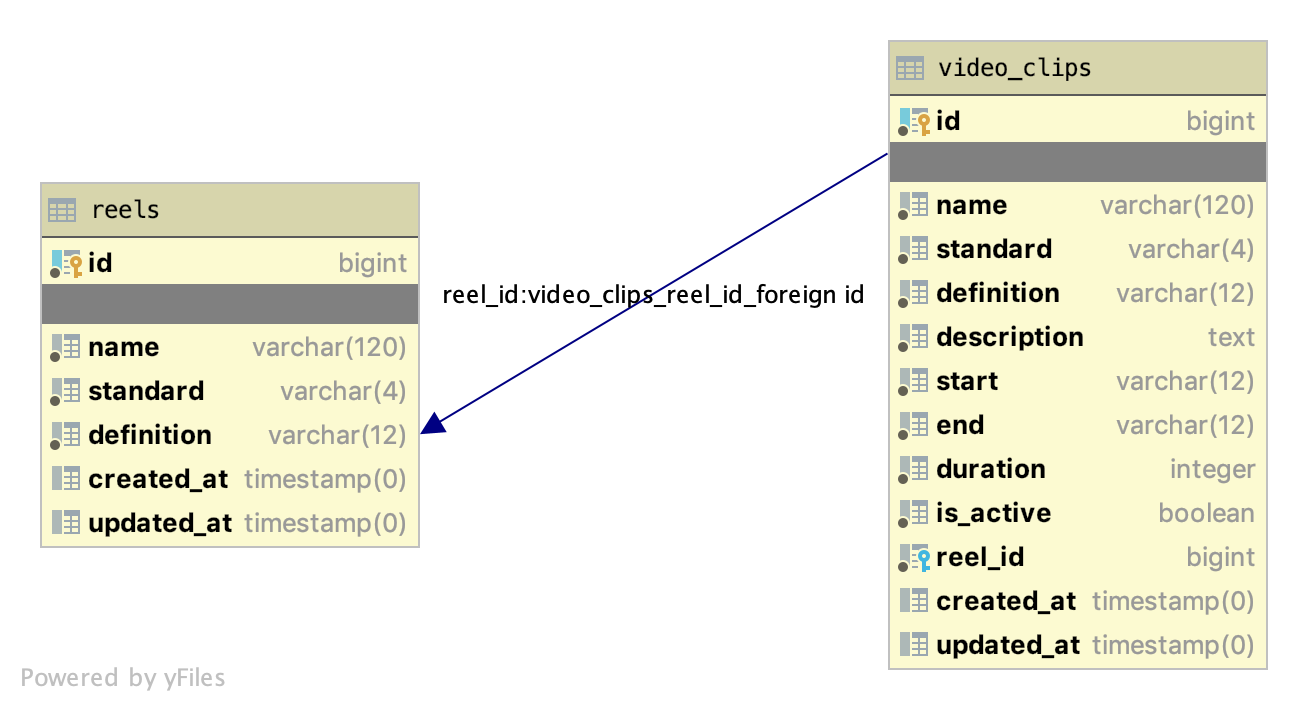 reels
id bigint
name varchar(120)
standard varchar(4)
definition varchar(12)
created_at timestamp(0)
updated_at timestamp(0)
reel_id:video_clips_reel_id_foreign id
video_clips
id bigint
name varchar(120)
standard varchar(4)
definition varchar(12)
description text
start varchar(12)
end varchar(12)
duration integer
is_active boolean
reel_id bigint
created_at timestamp(0)
updated_at timestamp(0)
Powered by yFiles